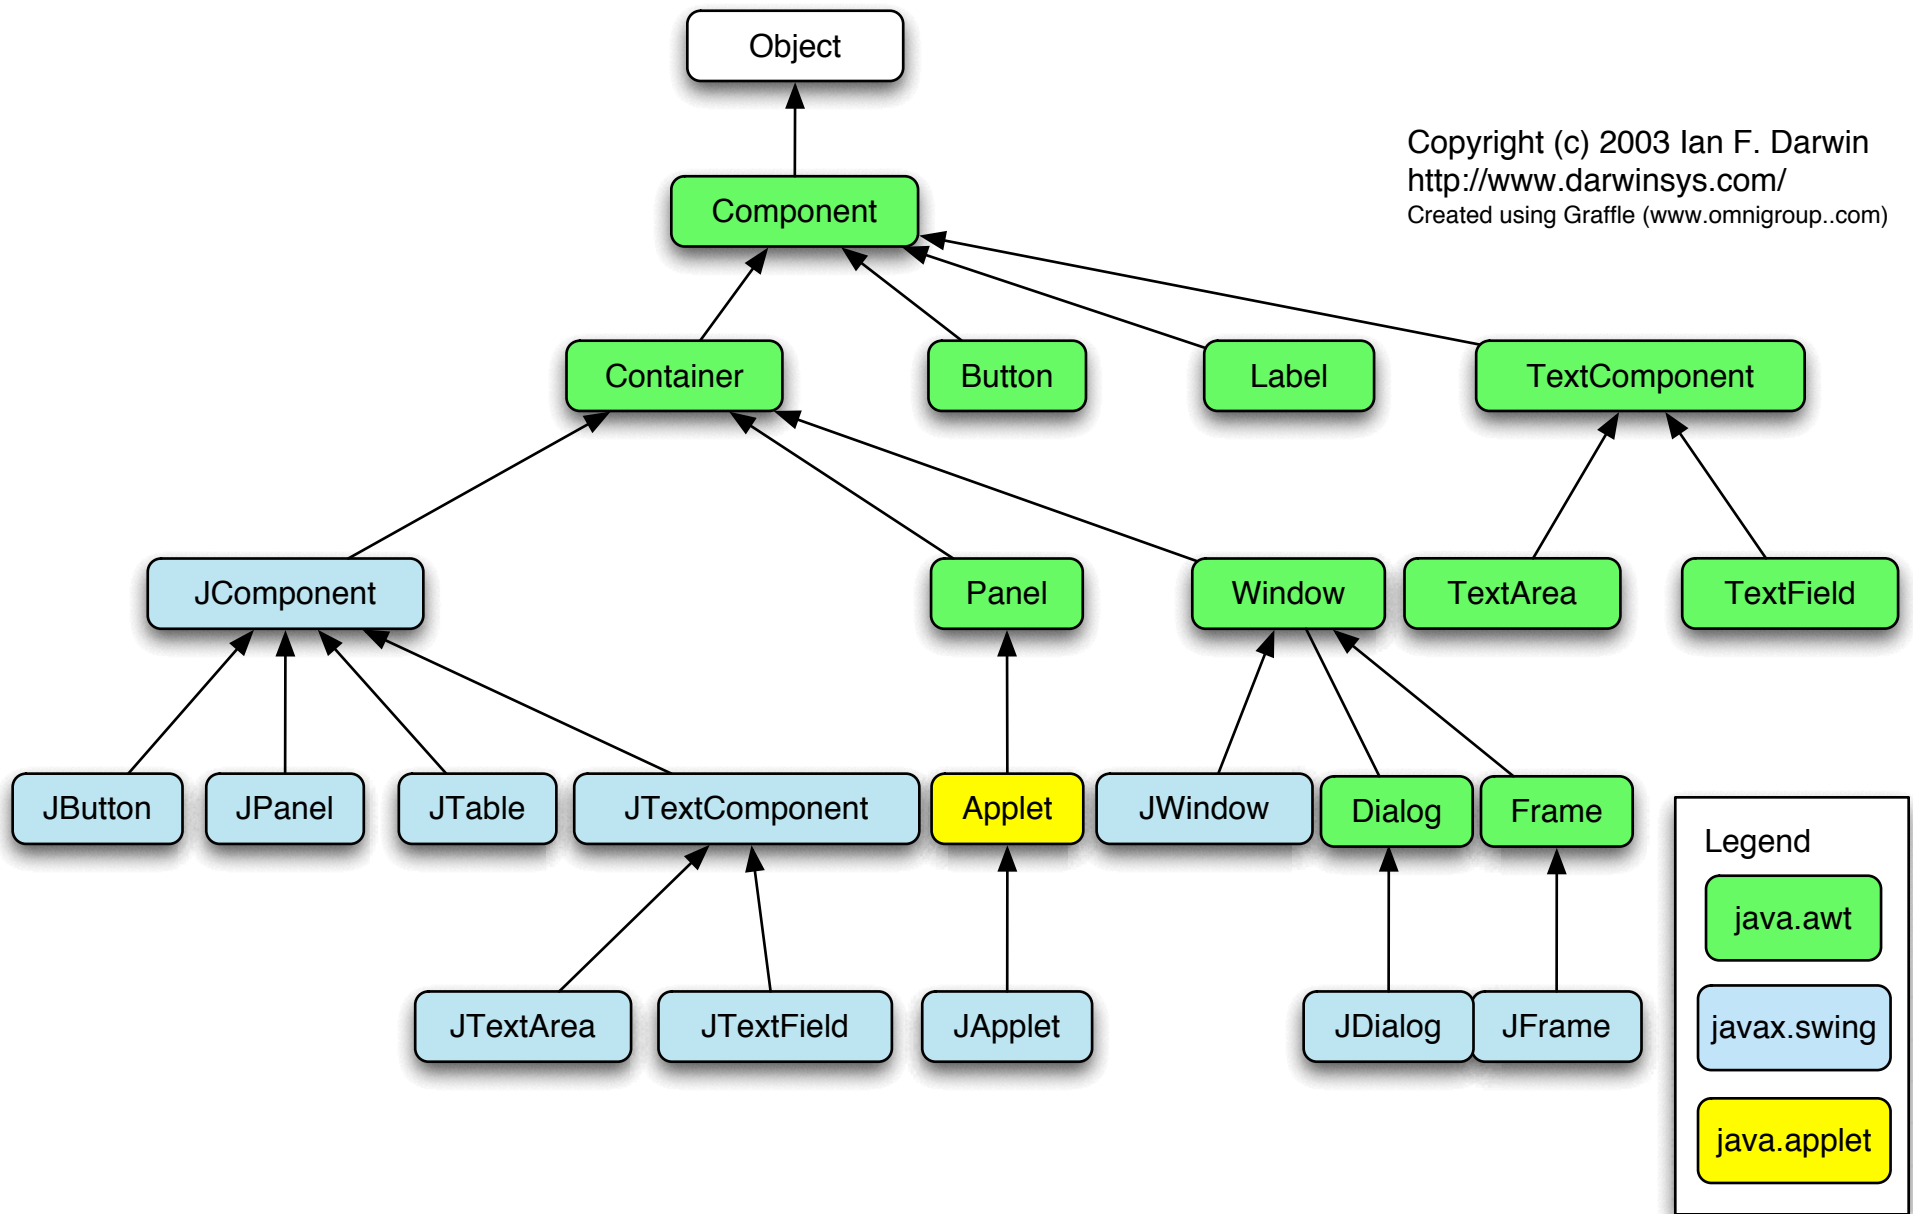 Object
Copyright (c) 2003 Ian F. Darwin
http://www.darwinsys.com/
Created using Graffle (www.omnigroup..com)
Component
Container
Button
Label
TextComponent
JComponent
Panel
Window
TextArea
TextField
JButton
JPanel
JTable
JTextComponent
Applet
JWindow
Dialog
Frame
JTextArea
JTextField
JApplet
JDialog
JFrame
Legend
java.awt
javax.swing
java.applet